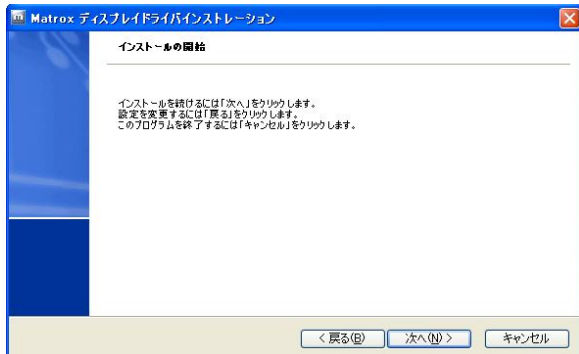 Matrox ディスプレイドライバインストレーション
インストールの開始
インストールを続けるには「次へ」をクリックします。
設定を変更するには「戻る」をクリックします。
このプログラムを終了するには「キャンセル」をクリックします。
< 戻る(B)
次へ(N) >
キャンセル